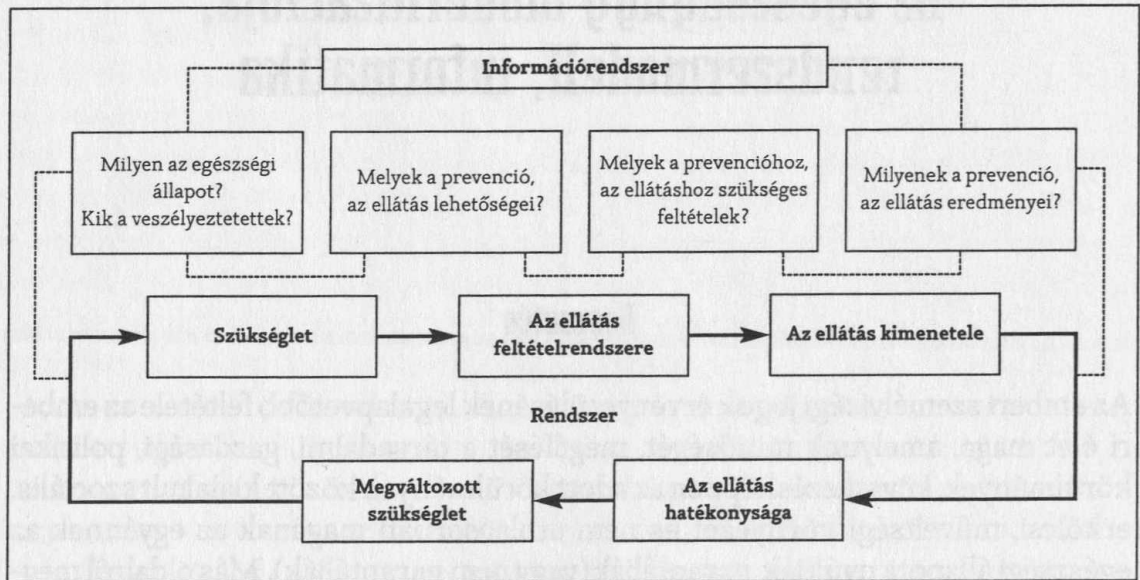 Információrendszer
Milyen az egészségi
állapot?
Kik a veszélyeztetettek?
Melyek a prevenció,
az ellátás lehetőségei?
Melyek a prevencióhoz,
az ellátáshoz szükséges
feltételek?
Milyenek a prevenció,
az ellátás eredményei?
Szükséglet
Az ellátás
feltételrendszere
Az ellátás kimenetele
Rendszer
Megváltozott
szükséglet
Az ellátás
hatékonysága